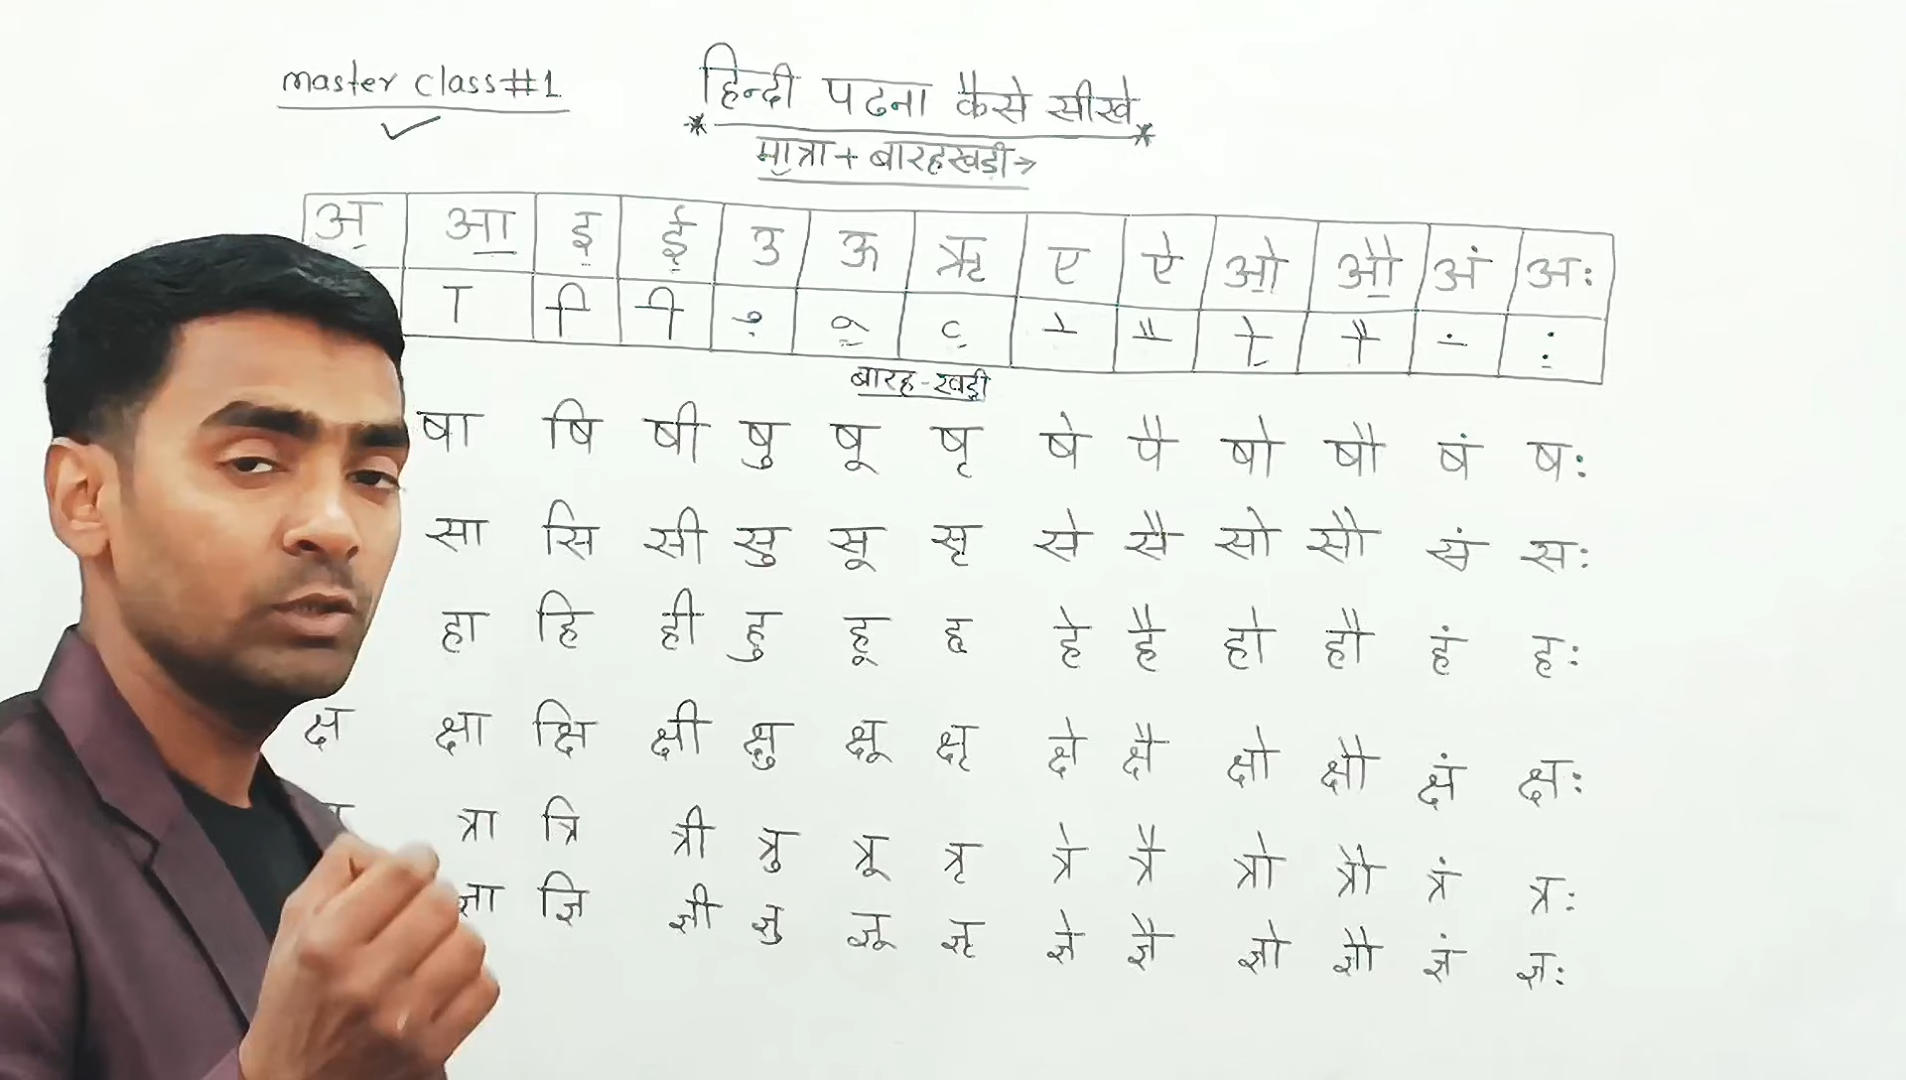 master class#1
हिन्दी पढना कैसे सीखे
मात्रा + बारहखड़ी →
अ आ इ ई उ ऊ ऋ ए ऐ ओ औ अं अः
ा ि ी ु ू ृ े ै ो ौ ं ः
बारह-खड़ी
षा षि षी षु षू षृ षे पै षो षौ षं षः
सा सि सी सु सू सृ से सै सो सौ सं सः
हा हि ही हु हू हृ हे है हो हौ हं हः
क्ष क्षा क्षि क्षी क्षु क्षू क्षृ क्षे क्षै क्षो क्षौ क्षं क्षः
त्रा त्रि त्री त्रु त्रू त्रृ त्रे त्रै त्रो त्रौ त्रं त्रः
ज्ञा ज्ञि ज्ञी ज्ञु ज्ञू ज्ञृ ज्ञे ज्ञै ज्ञो ज्ञौ ज्ञं ज्ञः